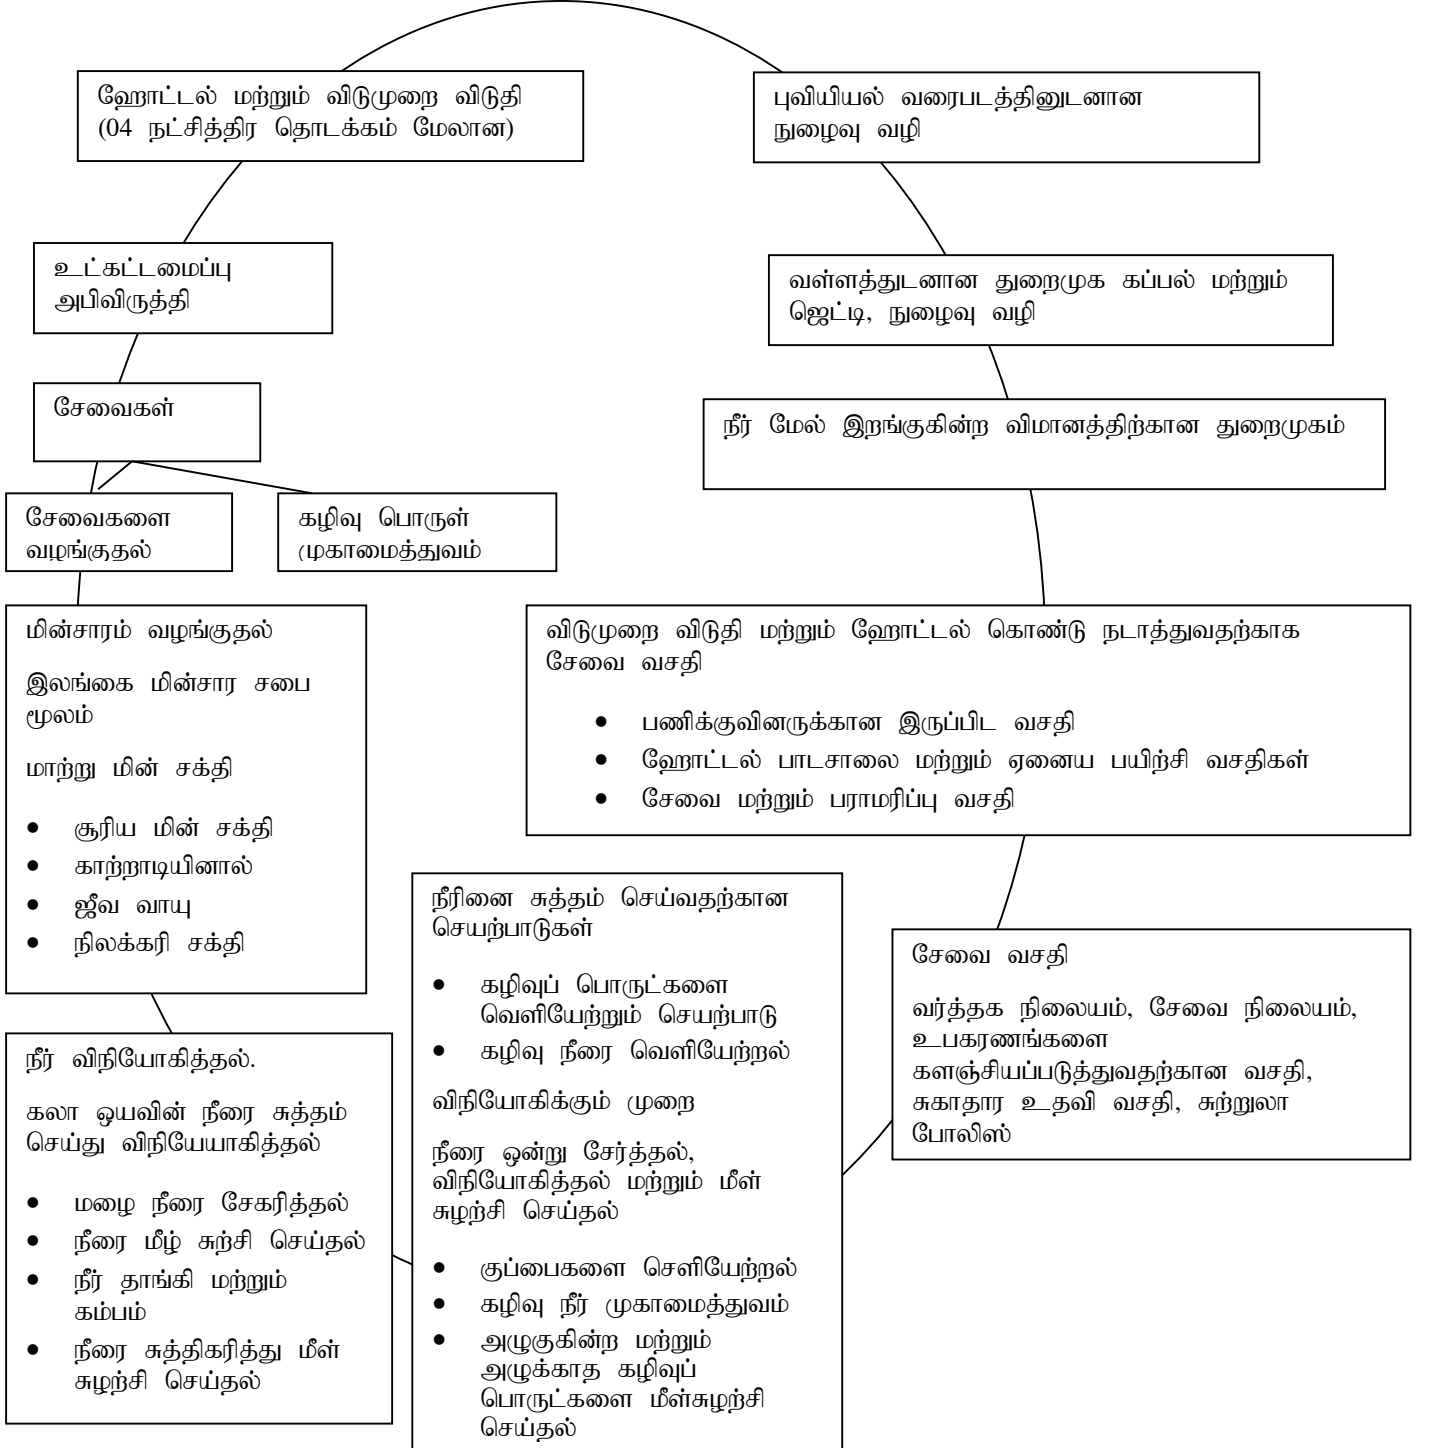 ஹோட்டல் மற்றும் விடுமுறை விடுதி
(04 நட்சித்திர தொடக்கம் மேலான)
புவியியல் வரைபடத்தினுடனான
நுழைவு வழி
உட்கட்டமைப்பு
அபிவிருத்தி
வள்ளத்துடனான துறைமுக கப்பல் மற்றும்
ஜெட்டி, நுழைவு வழி
சேவைகள்
நீர் மேல் இறங்குகின்ற விமானத்திற்கான துறைமுகம்
சேவைகளை
வழங்குதல்
கழிவு பொருள்
முகாமைத்துவம்
மின்சாரம் வழங்குதல்
இலங்கை மின்சார சபை
மூலம்
மாற்று மின் சக்தி
• சூரிய மின் சக்தி
• காற்றாடியினால்
• ஜீவ வாயு
• நிலக்கரி சக்தி
விடுமுறை விடுதி மற்றும் ஹோட்டல் கொண்டு நடாத்துவதற்காக
சேவை வசதி
• பணிக்குவினருக்கான இருப்பிட வசதி
• ஹோட்டல் பாடசாலை மற்றும் ஏனைய பயிற்சி வசதிகள்
• சேவை மற்றும் பராமரிப்பு வசதி
நீர் விநியோகித்தல்.
கலா ஒயவின் நீரை சுத்தம்
செய்து விநியேயாகித்தல்
• மழை நீரை சேகரித்தல்
• நீரை மீழ் சுற்சி செய்தல்
• நீர் தாங்கி மற்றும்
கம்பம்
• நீரை சுத்திகரித்து மீள்
சுழற்சி செய்தல்
நீரினை சுத்தம் செய்வதற்கான
செயற்பாடுகள்
• கழிவுப் பொருட்களை
வெளியேற்றும் செயற்பாடு
• கழிவு நீரை வெளியேற்றல்
விநியோகிக்கும் முறை
நீரை ஒன்று சேர்த்தல்,
விநியோகித்தல் மற்றும் மீள்
சுழற்சி செய்தல்
• குப்பைகளை செளியேற்றல்
• கழிவு நீர் முகாமைத்துவம்
• அழுகுகின்ற மற்றும்
அழுக்காத கழிவுப்
பொருட்களை மீள்சுழற்சி
செய்தல்
சேவை வசதி
வர்த்தக நிலையம், சேவை நிலையம்,
உபகரணங்களை
களஞ்சியப்படுத்துவதற்கான வசதி,
சுகாதார உதவி வசதி, சுற்றுலா
போலிஸ்